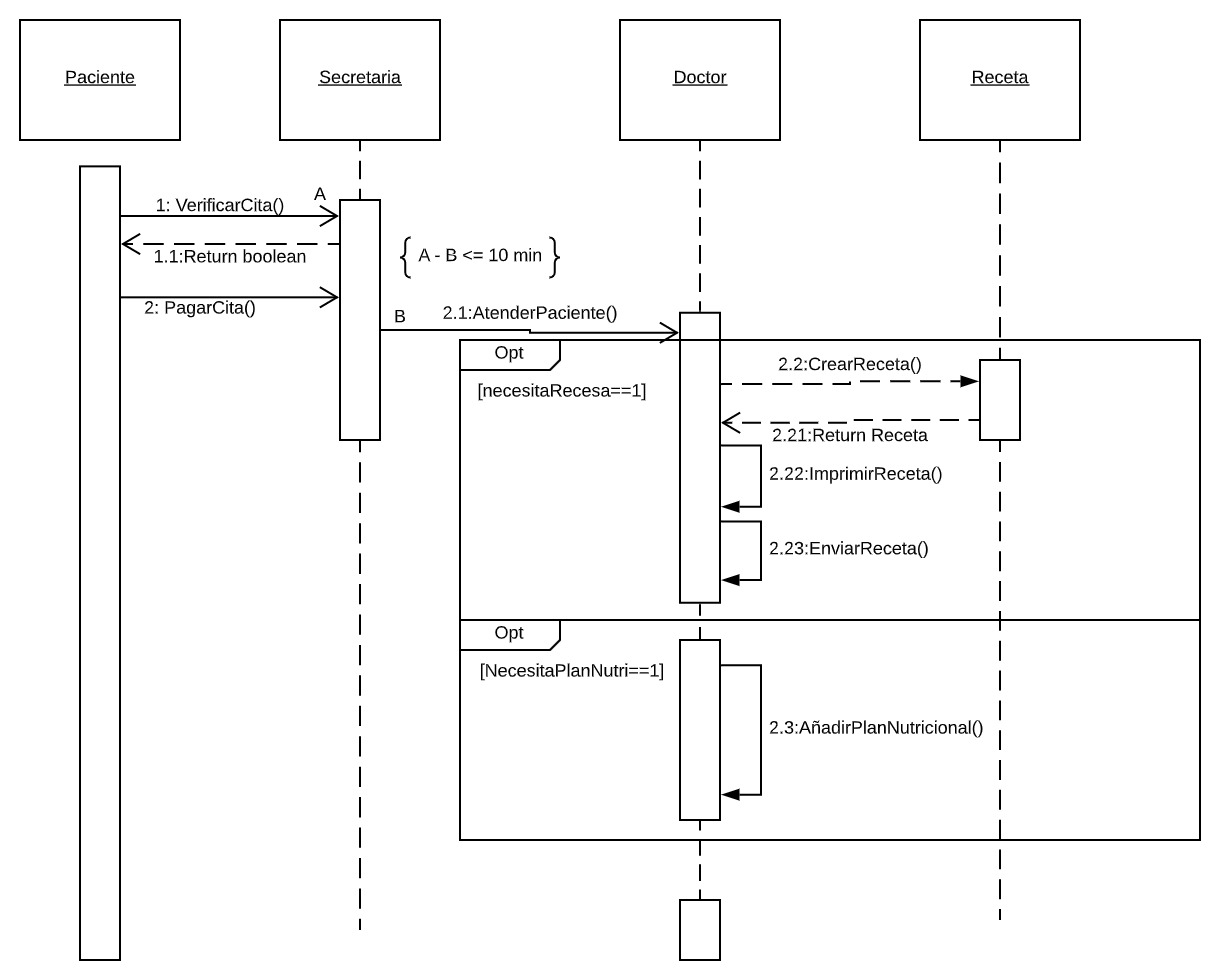 Paciente
Secretaria
Doctor
Receta
A
1: VerificarCita()
1.1:Return boolean
{ A - B <= 10 min }
2: PagarCita()
B
2.1:AtenderPaciente()
Opt
[necesitaRecesa==1]
2.2:CrearReceta()
2.21:Return Receta
2.22:ImprimirReceta()
2.23:EnviarReceta()
Opt
[NecesitaPlanNutri==1]
2.3:AñadirPlanNutricional()